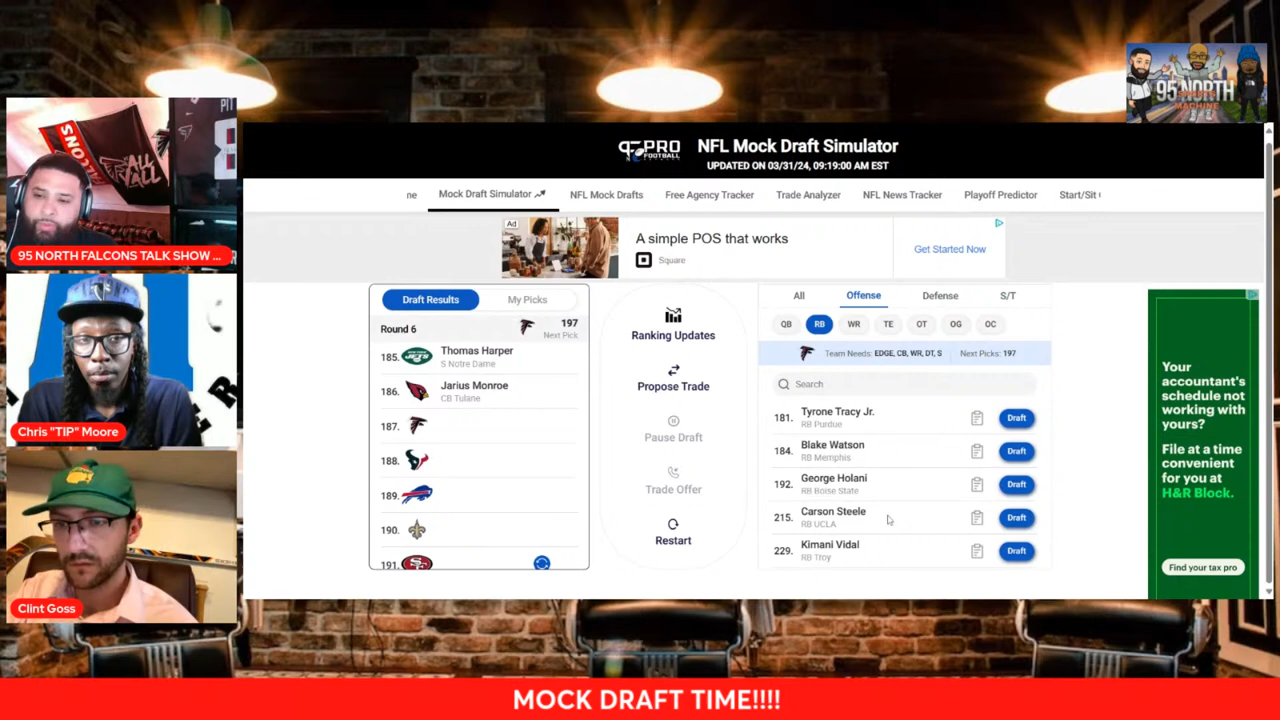 95 NORTH
SPORTS
MACHINE
FALCONS
PIT
95 NORTH FALCONS TALK SHOW ...
Chris "TIP" Moore
Clint Goss
PRO
FOOTBALL
NETWORK
NFL Mock Draft Simulator
UPDATED ON 03/31/24, 09:19:00 AM EST
ne
Mock Draft Simulator
NFL Mock Drafts
Free Agency Tracker
Trade Analyzer
NFL News Tracker
Playoff Predictor
Start/Sit
Ad
A simple POS that works
Square
Get Started Now
Draft Results
My Picks
Round 6
197
Next Pick
185. Thomas Harper
S Notre Dame
186. Jarius Monroe
CB Tulane
187.
188.
189.
190.
191.
Ranking Updates
Propose Trade
Pause Draft
Trade Offer
Restart
All Offense Defense S/T
QB RB WR TE OT OG OC
Team Needs: EDGE, CB, WR, DT, S Next Picks: 197
Search
181. Tyrone Tracy Jr. Draft
RB Purdue
184. Blake Watson Draft
RB Memphis
192. George Holani Draft
RB Boise State
215. Carson Steele Draft
RB UCLA
229. Kimani Vidal Draft
RB Troy
Your
accountant's
schedule not
working with
yours?
File at a time
convenient
for you at
H&R Block.
Find your tax pro
MOCK DRAFT TIME!!!!